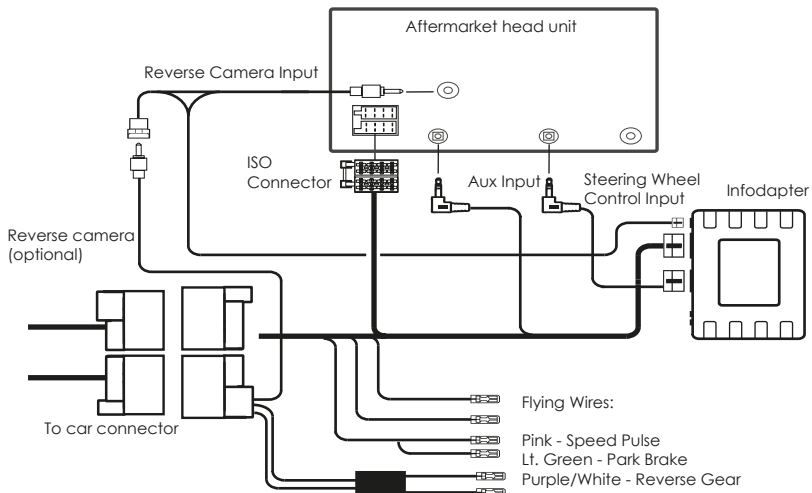 Aftermarket head unit
Reverse Camera Input
ISO
Connector
Aux Input
Steering Wheel
Control Input
Infodapter
Reverse camera
(optional)
To car connector
Flying Wires:
Pink - Speed Pulse
Lt. Green - Park Brake
Purple/White - Reverse Gear